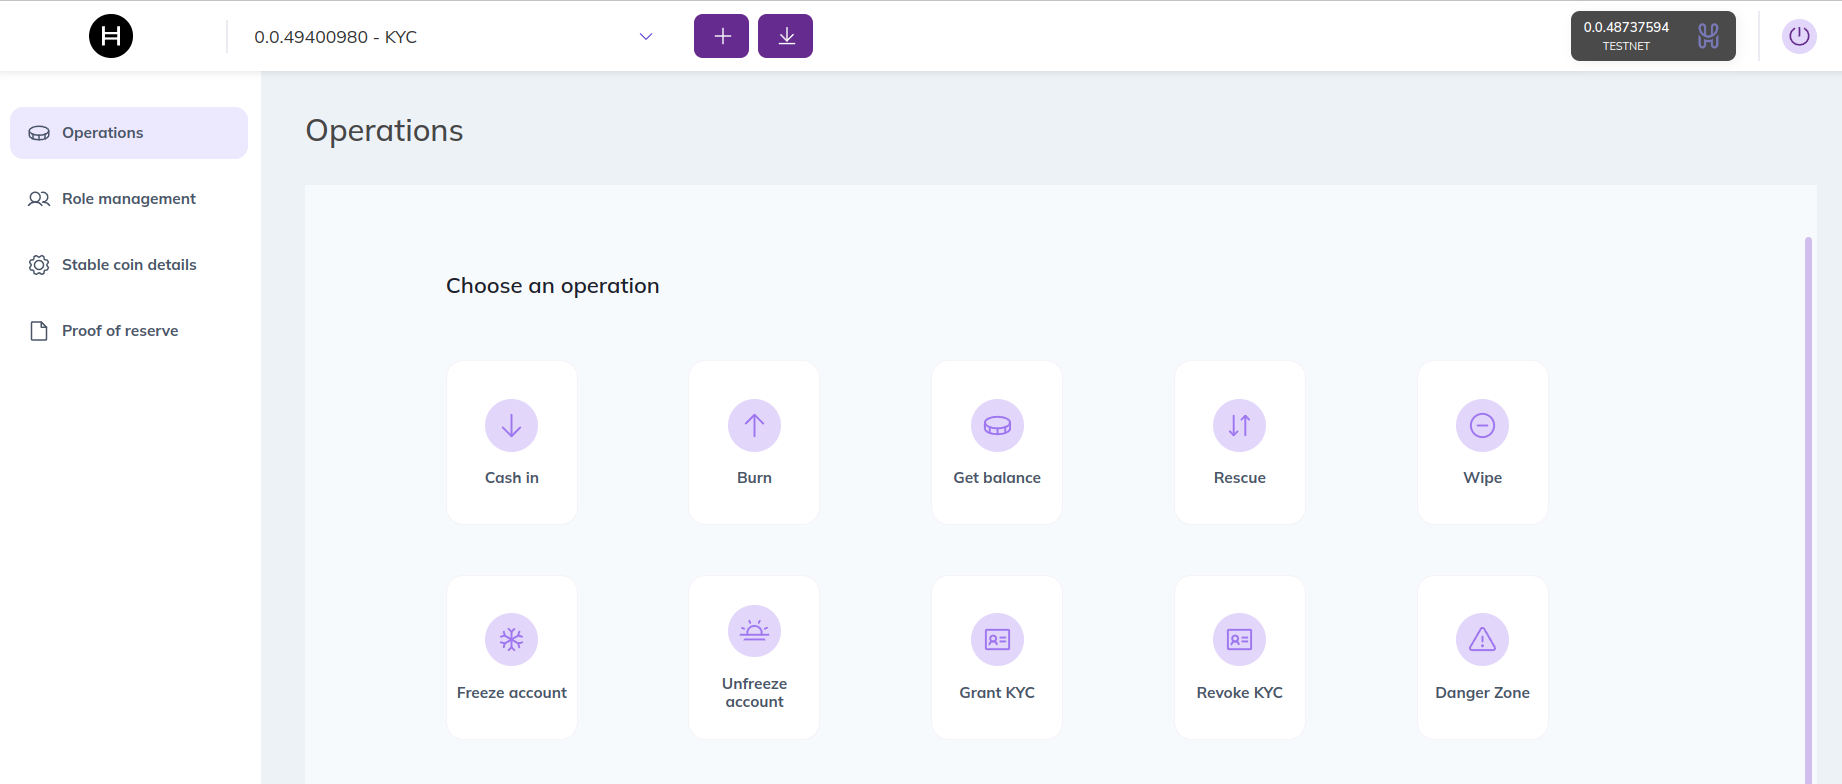 0.0.49400980 - KYC
0.0.48737594
TESTNET
Operations
Role management
Stable coin details
Proof of reserve
Operations
Choose an operation
Cash in
Burn
Get balance
Rescue
Wipe
Freeze account
Unfreeze
account
Grant KYC
Revoke KYC
Danger Zone